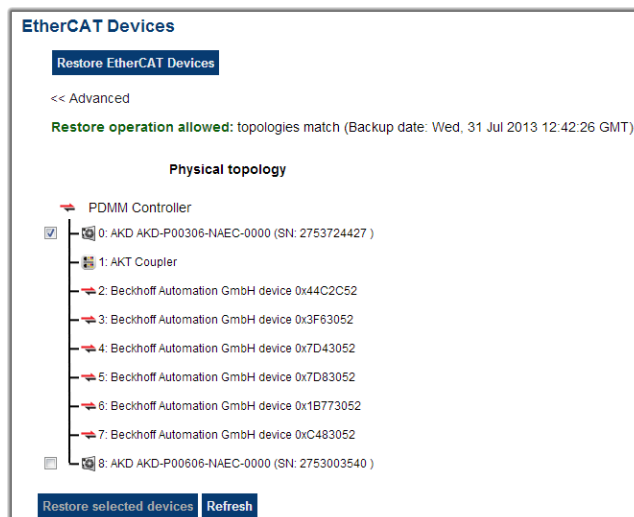 EtherCAT Devices
Restore EtherCAT Devices
<< Advanced
Restore operation allowed: topologies match (Backup date: Wed, 31 Jul 2013 12:42:26 GMT)
Physical topology
PDMM Controller
0: AKD AKD-P00306-NAEC-0000 (SN: 2753724427 )
1: AKT Coupler
2: Beckhoff Automation GmbH device 0x44C2C52
3: Beckhoff Automation GmbH device 0x3F63052
4: Beckhoff Automation GmbH device 0x7D43052
5: Beckhoff Automation GmbH device 0x7D83052
6: Beckhoff Automation GmbH device 0x1B773052
7: Beckhoff Automation GmbH device 0xC483052
8: AKD AKD-P00606-NAEC-0000 (SN: 2753003540 )
Restore selected devices Refresh